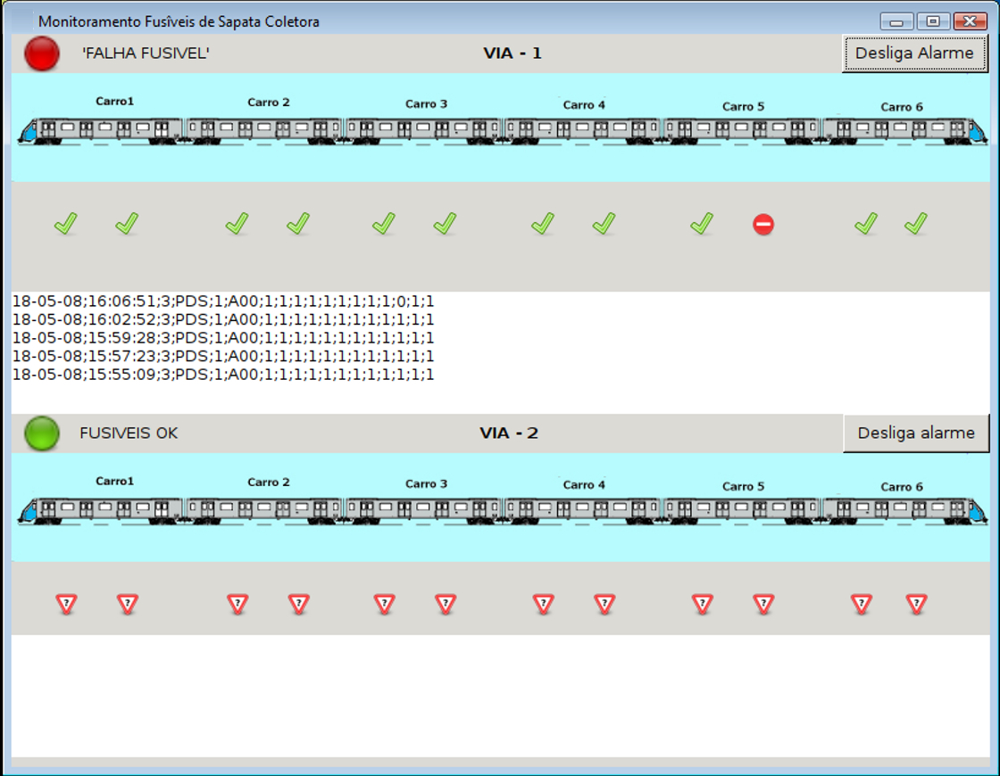 Monitoramento Fusîveis de Sapata Coletora
'FALHA FUSIVEL' VIA - 1 Desliga Alarme
Carro1 Carro 2 Carro 3 Carro 4 Carro 5 Carro 6
18-05-08;16:06:51;3;PDS;1;A00;1;1;1;1;1;1;1;1;1;0;1;1
18-05-08;16:02:52;3;PDS;1;A00;1;1;1;1;1;1;1;1;1;1;1;1
18-05-08;15:59:28;3;PDS;1;A00;1;1;1;1;1;1;1;1;1;1;1;1
18-05-08;15:57:23;3;PDS;1;A00;1;1;1;1;1;1;1;1;1;1;1;1
18-05-08;15:55:09;3;PDS;1;A00;1;1;1;1;1;1;1;1;1;1;1;1
FUSIVEIS OK VIA - 2 Desliga alarme
Carro1 Carro 2 Carro 3 Carro 4 Carro 5 Carro 6
? ? ? ? ? ? ? ? ? ? ? ?